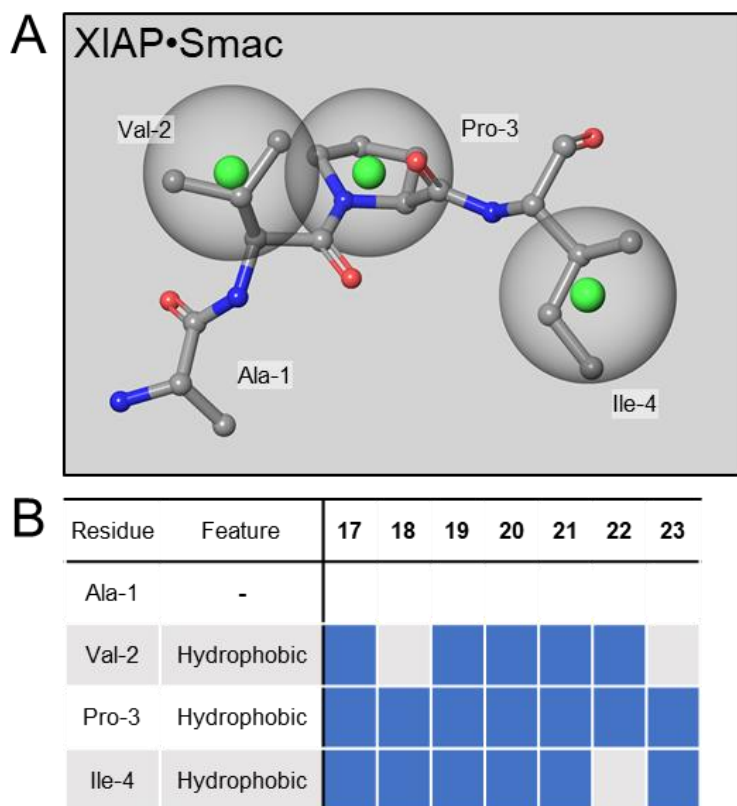 A
XIAP•Smac
Val-2
Pro-3
Ala-1
Ile-4
B
Residue Feature 17 18 19 20 21 22 23
Ala-1 -
Val-2 Hydrophobic
Pro-3 Hydrophobic
Ile-4 Hydrophobic